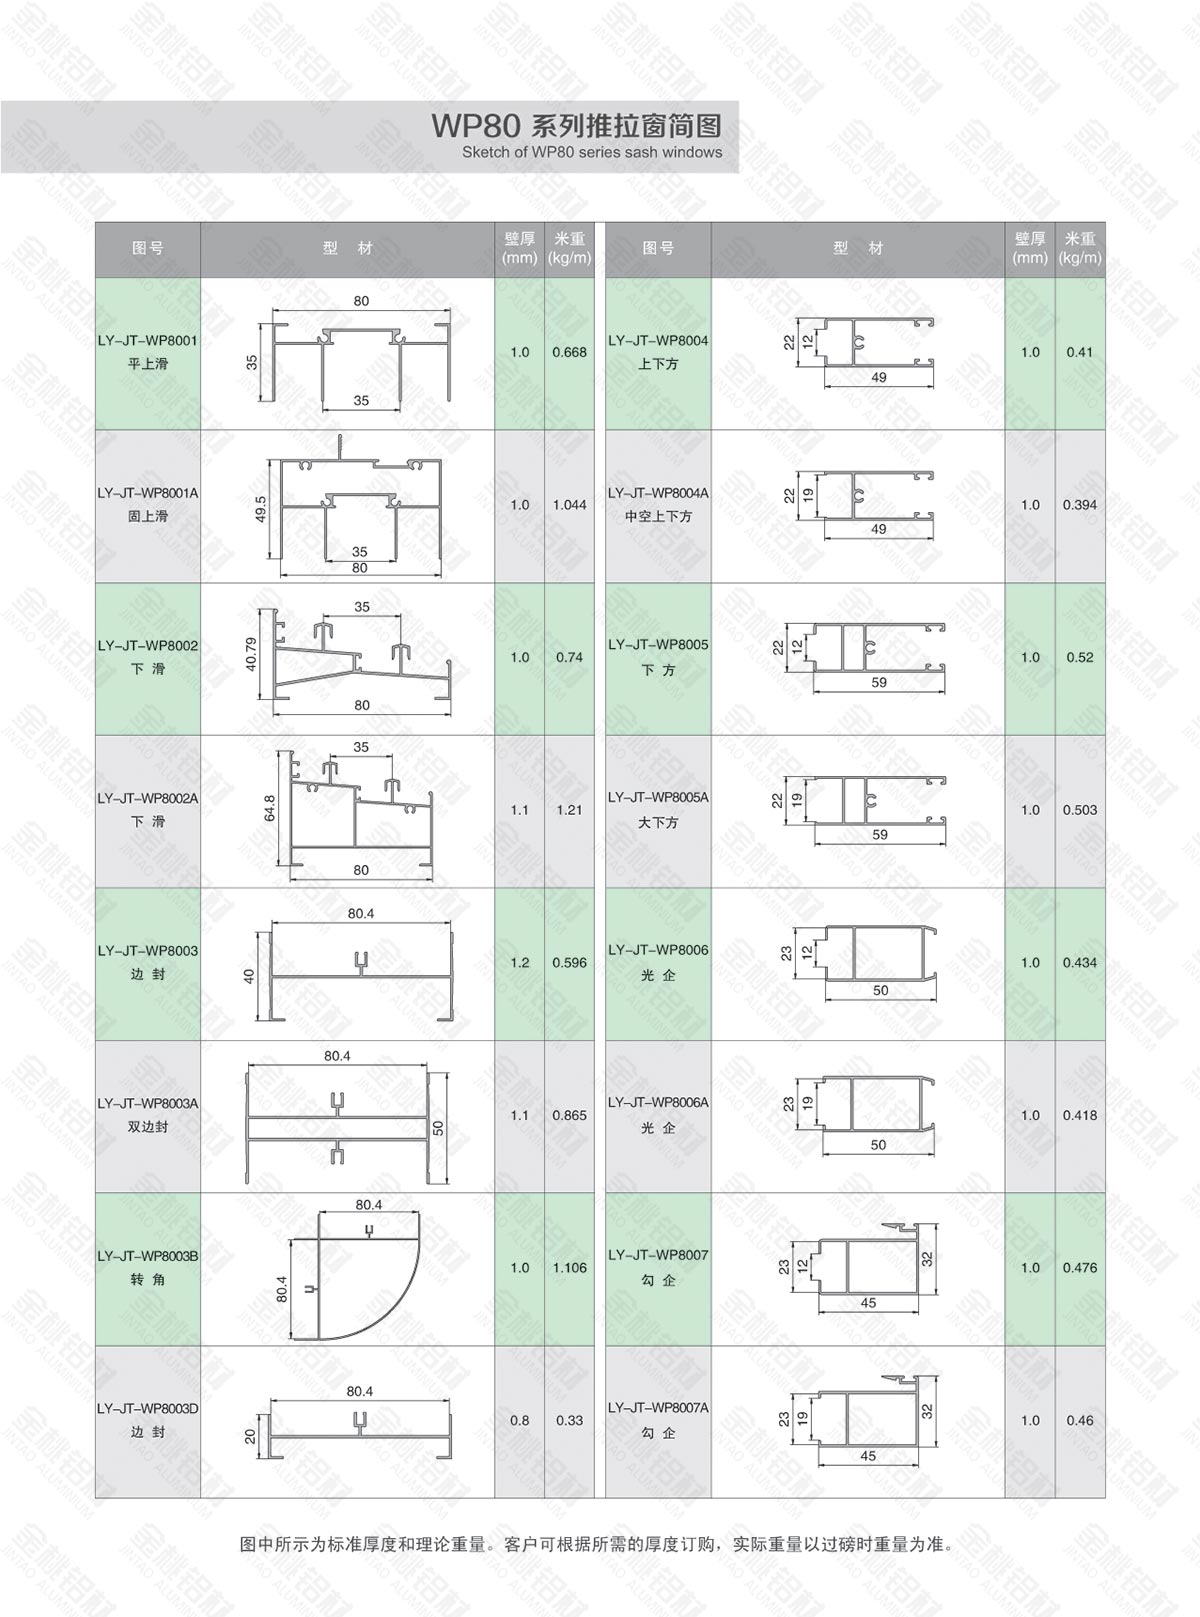 WP80 系列推拉窗简图
Sketch of WP80 series sash windows
图号 型 材 壁厚(mm) 米重(kg/m) 图号 型 材 壁厚(mm) 米重(kg/m)
LY-JT-WP8001
平上滑
80
35
35
1.0 0.668
LY-JT-WP8004
上下方
22
12
49
1.0 0.41
LY-JT-WP8001A
固上滑
49.5
35
80
1.0 1.044
LY-JT-WP8004A
中空上下方
22
19
49
1.0 0.394
LY-JT-WP8002
下 滑
35
40.79
80
1.0 0.74
LY-JT-WP8005
下 方
22
12
59
1.0 0.52
LY-JT-WP8002A
下 滑
35
64.8
80
1.1 1.21
LY-JT-WP8005A
大下方
22
19
59
1.0 0.503
LY-JT-WP8003
边 封
80.4
40
1.2 0.596
LY-JT-WP8006
光 企
23
12
50
1.0 0.434
LY-JT-WP8003A
双边封
80.4
50
1.1 0.865
LY-JT-WP8006A
光 企
23
19
50
1.0 0.418
LY-JT-WP8003B
转 角
80.4
80.4
1.0 1.106
LY-JT-WP8007
勾 企
23
12
32
45
1.0 0.476
LY-JT-WP8003D
边 封
80.4
20
0.8 0.33
LY-JT-WP8007A
勾 企
23
19
32
45
1.0 0.46
图中所示为标准厚度和理论重量。客户可根据所需的厚度订购，实际重量以过磅时重量为准。
金桃铝材
JINTAO ALUMINIUM